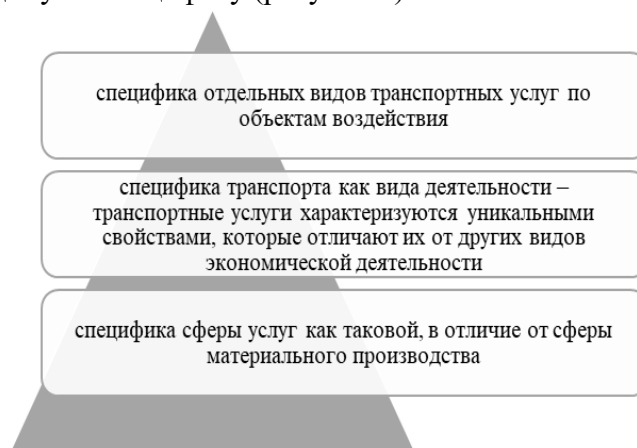 специфика отдельных видов транспортных услуг по
объектам воздействия
специфика транспорта как вида деятельности –
транспортные услуги характеризуются уникальными
свойствами, которые отличают их от других видов
экономической деятельности
специфика сферы услуг как таковой, в отличие от сферы
материального производства